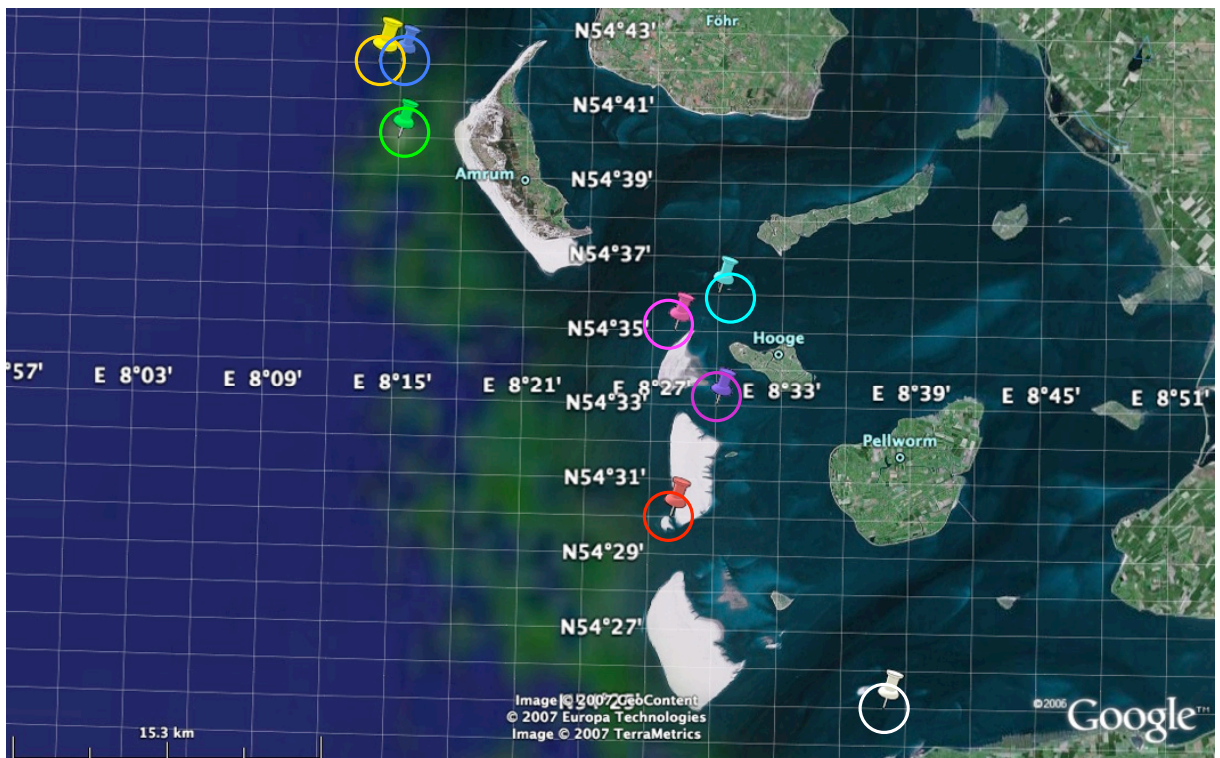 Föhr
N54°43'
N54°41'
Amrum
N54°39'
N54°37'
N54°35'
Hooge
°57'
E 8°03'
E 8°09'
E 8°15'
E 8°21'
E 8°27'
E 8°33'
E 8°39'
E 8°45'
E 8°51'
N54°33'
Pellworm
N54°31'
N54°29'
N54°27'
Image © 2007 GeoContent
© 2007 Europa Technologies
Image © 2007 TerraMetrics
©2006
Google™
15.3 km